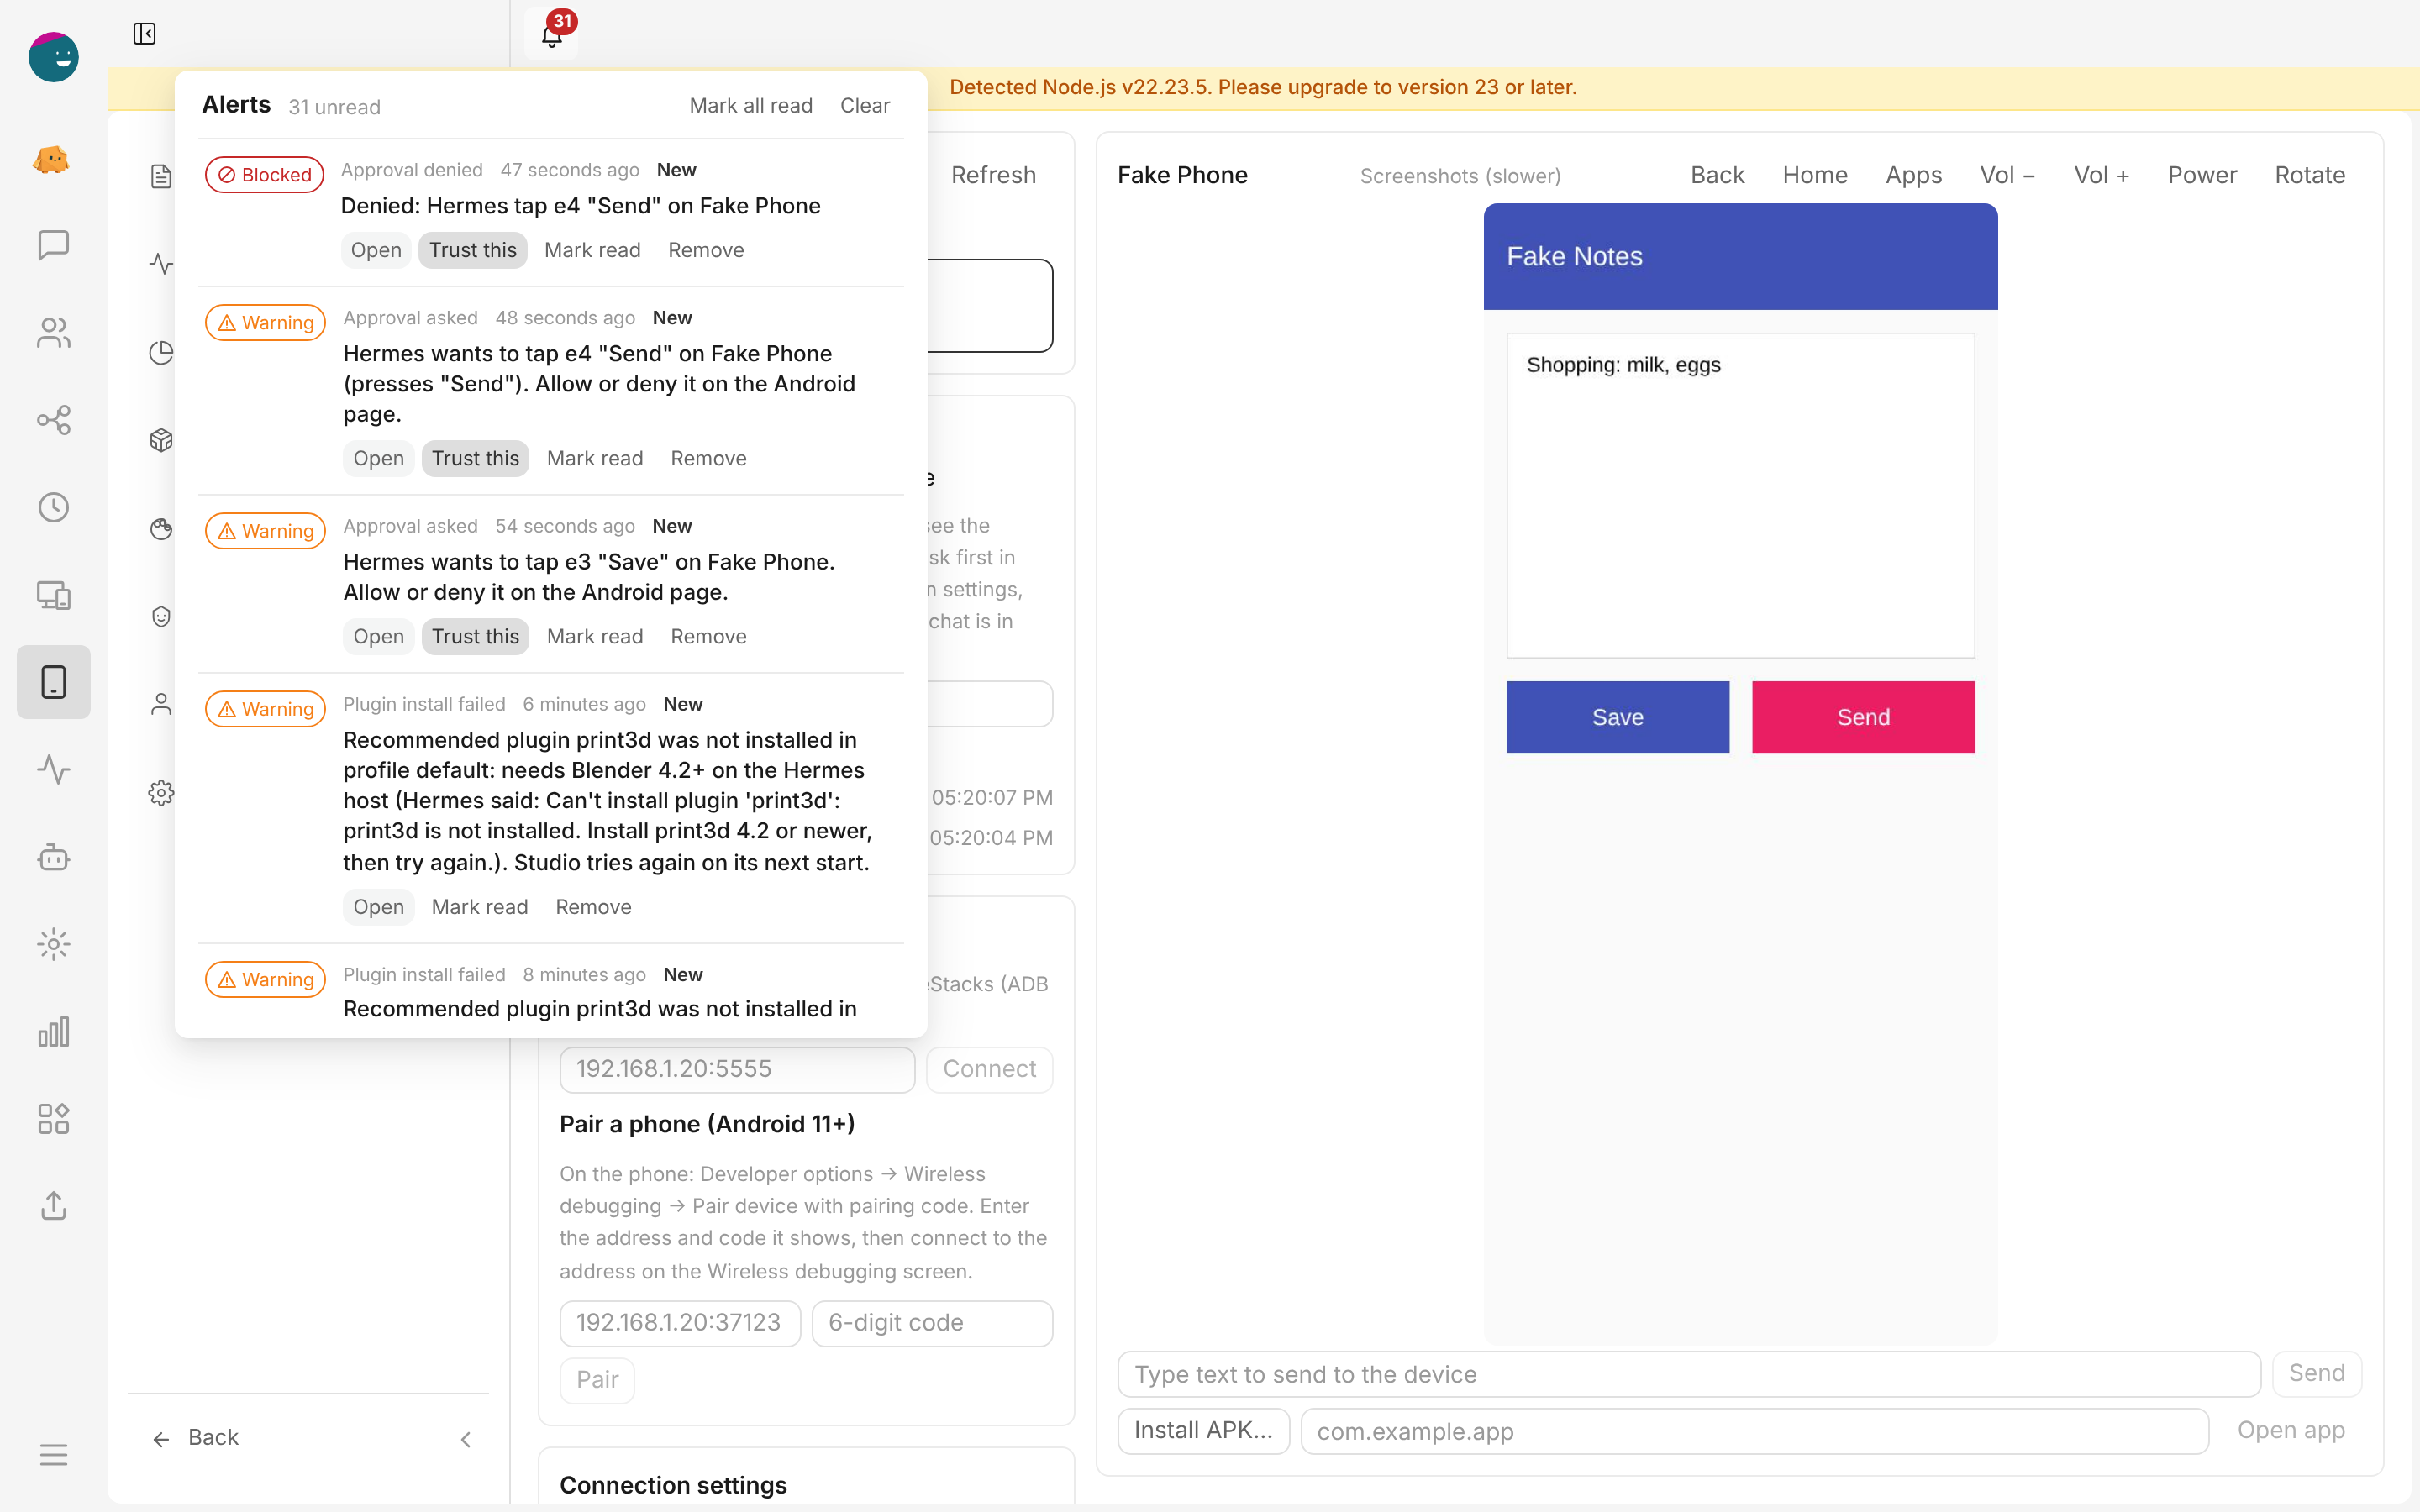 31
Detected Node.js v22.23.5. Please upgrade to version 23 or later.
Alerts 31 unread Mark all read Clear
Blocked Approval denied 47 seconds ago New
Denied: Hermes tap e4 "Send" on Fake Phone
Open Trust this Mark read Remove
Warning Approval asked 48 seconds ago New
Hermes wants to tap e4 "Send" on Fake Phone
(presses "Send"). Allow or deny it on the Android
page.
Open Trust this Mark read Remove
Warning Approval asked 54 seconds ago New
Hermes wants to tap e3 "Save" on Fake Phone.
Allow or deny it on the Android page.
Open Trust this Mark read Remove
Warning Plugin install failed 6 minutes ago New
Recommended plugin print3d was not installed in
profile default: needs Blender 4.2+ on the Hermes
host (Hermes said: Can't install plugin 'print3d':
print3d is not installed. Install print3d 4.2 or newer,
then try again.). Studio tries again on its next start.
Open Mark read Remove
Warning Plugin install failed 8 minutes ago New
Recommended plugin print3d was not installed in
Refresh
see the
sk first in
n settings,
chat is in
05:20:07 PM
05:20:04 PM
eStacks (ADB
192.168.1.20:5555 Connect
Pair a phone (Android 11+)
On the phone: Developer options → Wireless
debugging → Pair device with pairing code. Enter
the address and code it shows, then connect to the
address on the Wireless debugging screen.
192.168.1.20:37123 6-digit code
Pair
Connection settings
Back
Fake Phone Screenshots (slower) Back Home Apps Vol − Vol + Power Rotate
Fake Notes
Shopping: milk, eggs
Save Send
Type text to send to the device Send
Install APK... com.example.app Open app